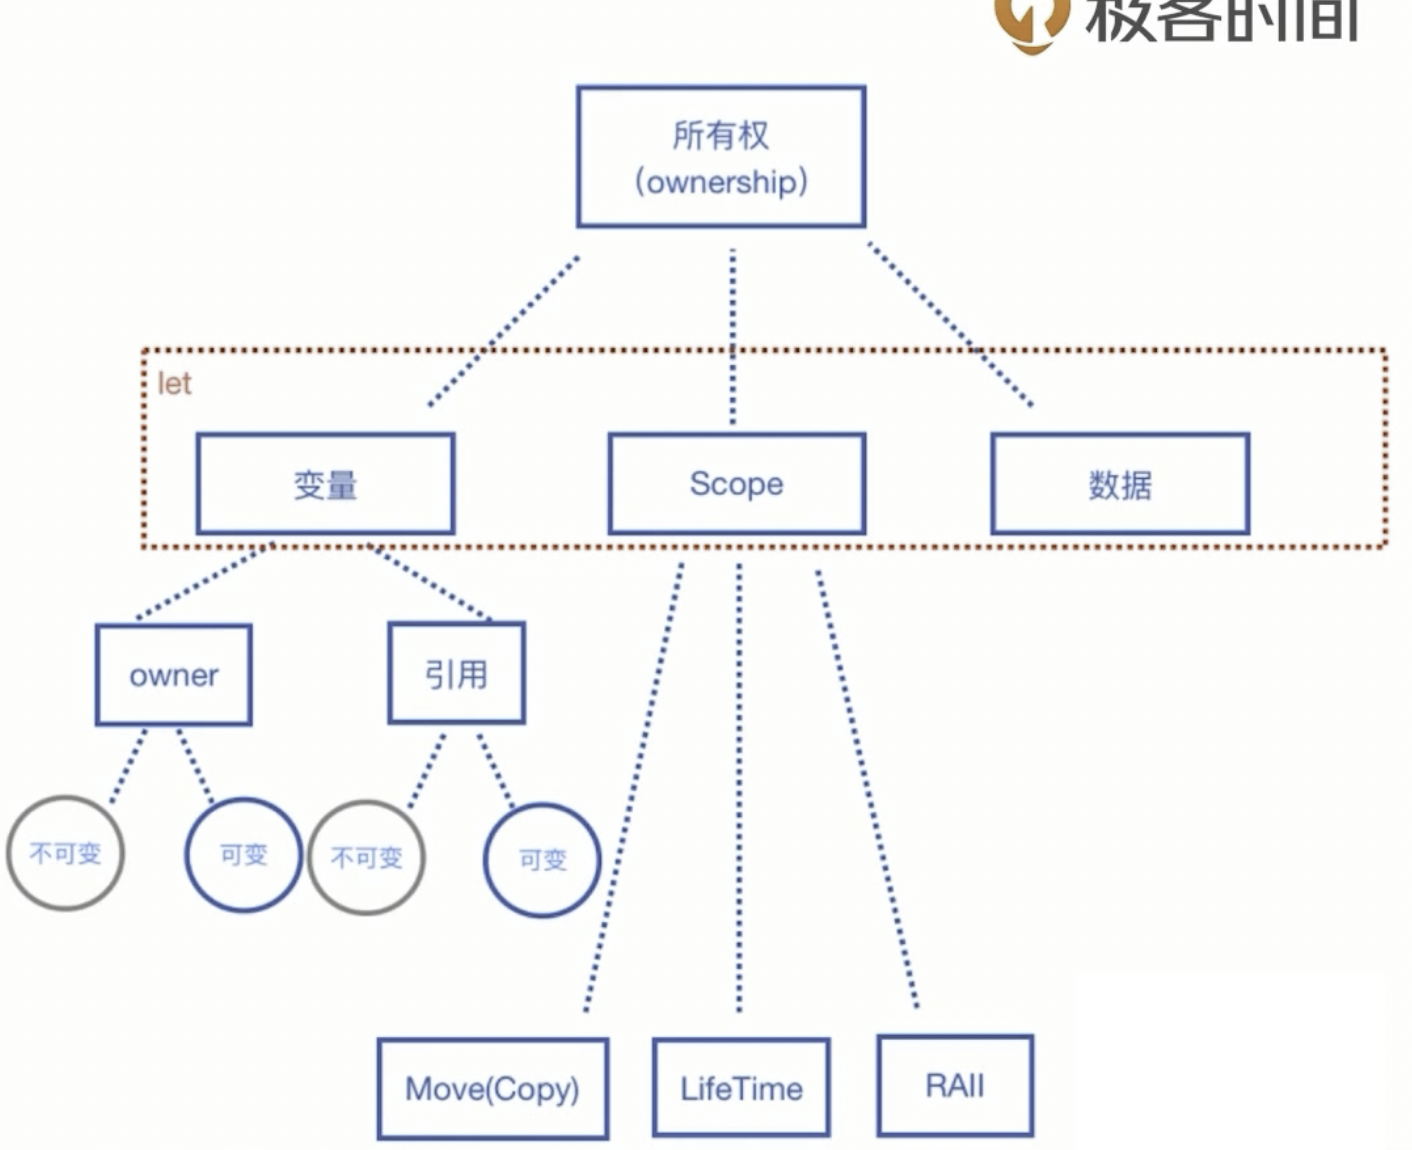 极客时间
所有权
(ownership)
let
变量
Scope
数据
owner
引用
不可变
可变
不可变
可变
Move(Copy)
LifeTime
RAII